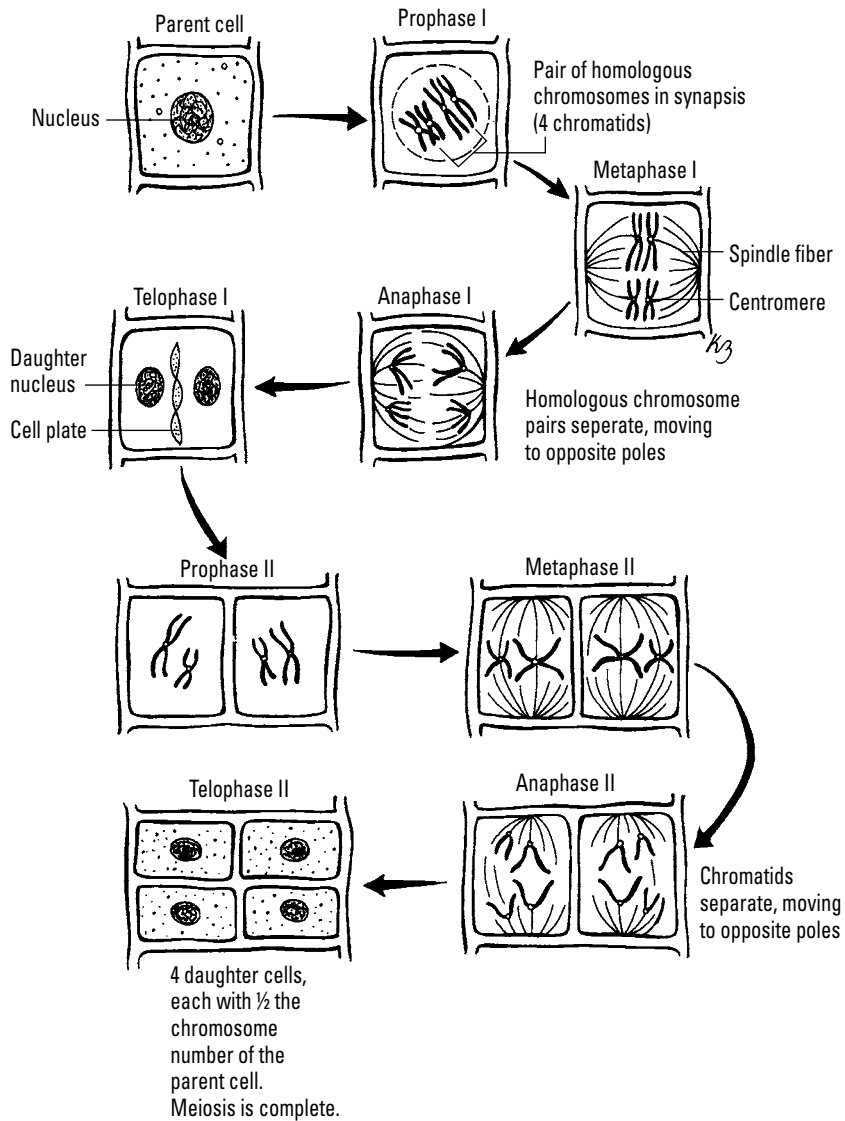 Parent cell
Nucleus
Prophase I
Pair of homologous
chromosomes in synapsis
(4 chromatids)
Metaphase I
Spindle fiber
Centromere
Kz
Anaphase I
Homologous chromosome
pairs seperate, moving
to opposite poles
Telophase I
Daughter
nucleus
Cell plate
Prophase II
Metaphase II
Anaphase II
Chromatids
separate, moving
to opposite poles
Telophase II
4 daughter cells,
each with ½ the
chromosome
number of the
parent cell.
Meiosis is complete.